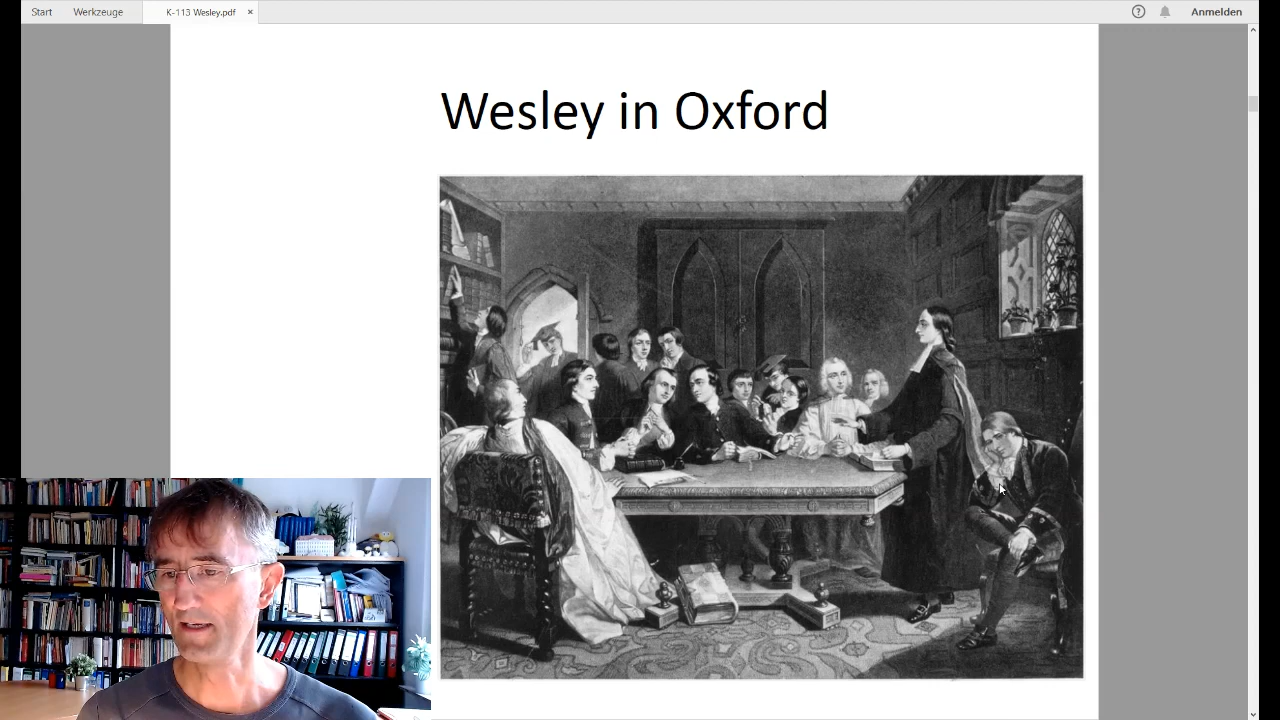 Start Werkzeuge K-113 Wesley.pdf × ? Anmelden
Wesley in Oxford